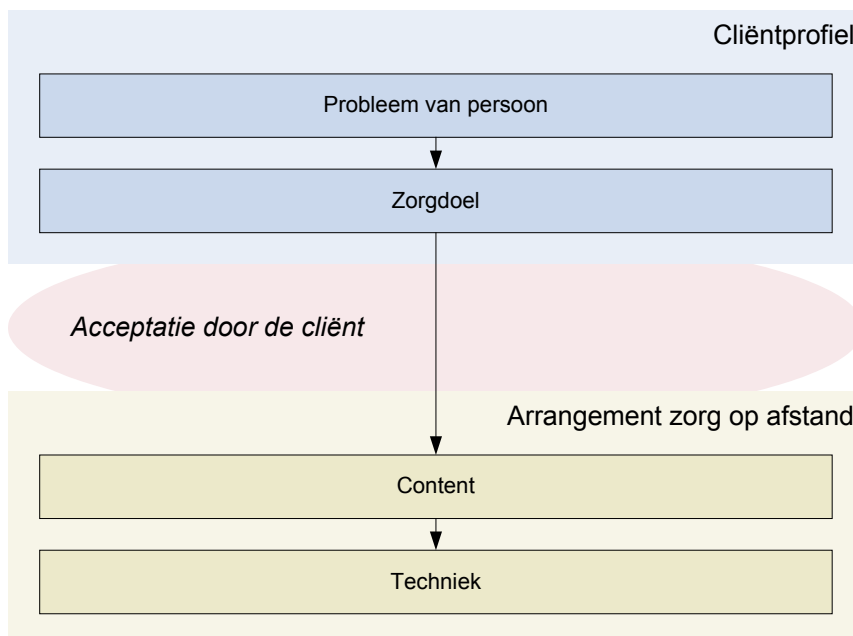 Cliëntprofiel
Probleem van persoon
Zorgdoel
Acceptatie door de cliënt
Arrangement zorg op afstand
Content
Techniek